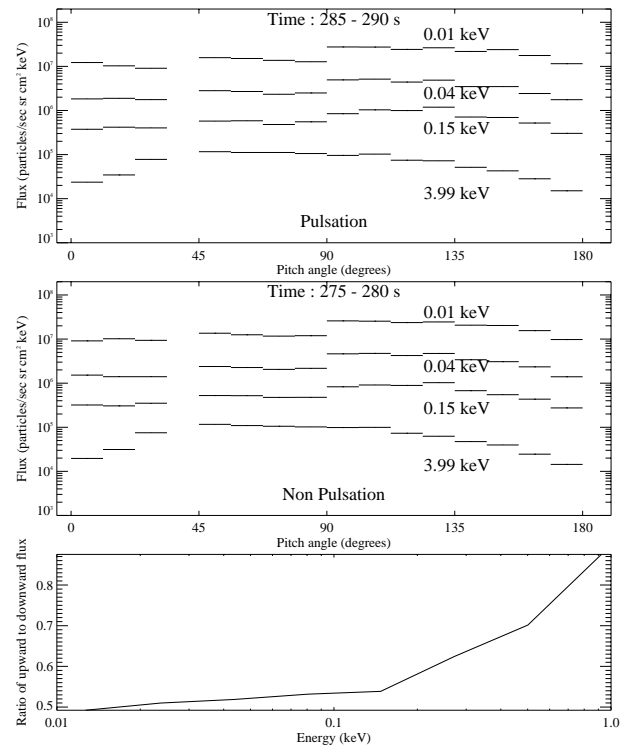 Time : 285 - 290 s
10⁸
10⁷
10⁶
10⁵
10⁴
10³
Flux (particles/sec sr cm² keV)
0.01 keV
0.04 keV
0.15 keV
3.99 keV
Pulsation
0 45 90 135 180
Pitch angle (degrees)
Time : 275 - 280 s
10⁸
10⁷
10⁶
10⁵
10⁴
10³
Flux (particles/sec sr cm² keV)
0.01 keV
0.04 keV
0.15 keV
3.99 keV
Non Pulsation
0 45 90 135 180
Pitch angle (degrees)
Ratio of upward to downward flux
0.8
0.7
0.6
0.5
0.01 0.1 1.0
Energy (keV)